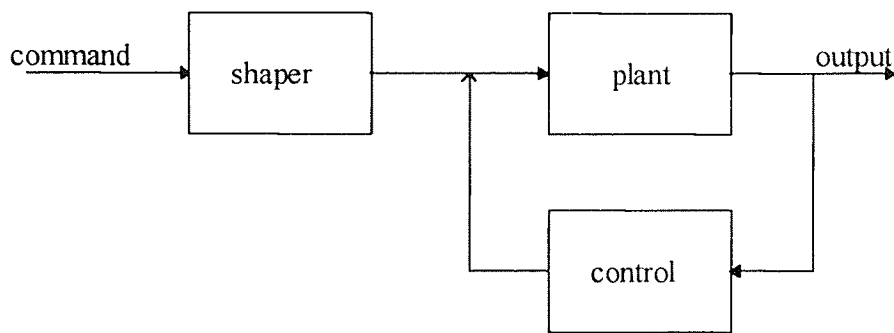 command
shaper
plant
output
control